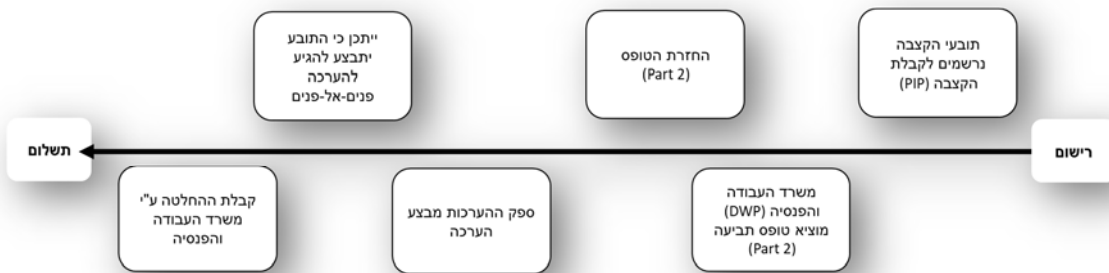 רישום
תובעי הקצבה
נרשמים לקבלת
הקצבה (PIP)
משרד העבודה
והפנסיה (DWP)
מוציא טופס תביעה
(Part 2)
החזרת הטופס
(Part 2)
ספק ההערכות מבצע
הערכה
ייתכן כי התובע
יתבצע להגיע
להערכה
פנים-אל-פנים
קבלת ההחלטה ע"י
משרד העבודה
והפנסיה
תשלום